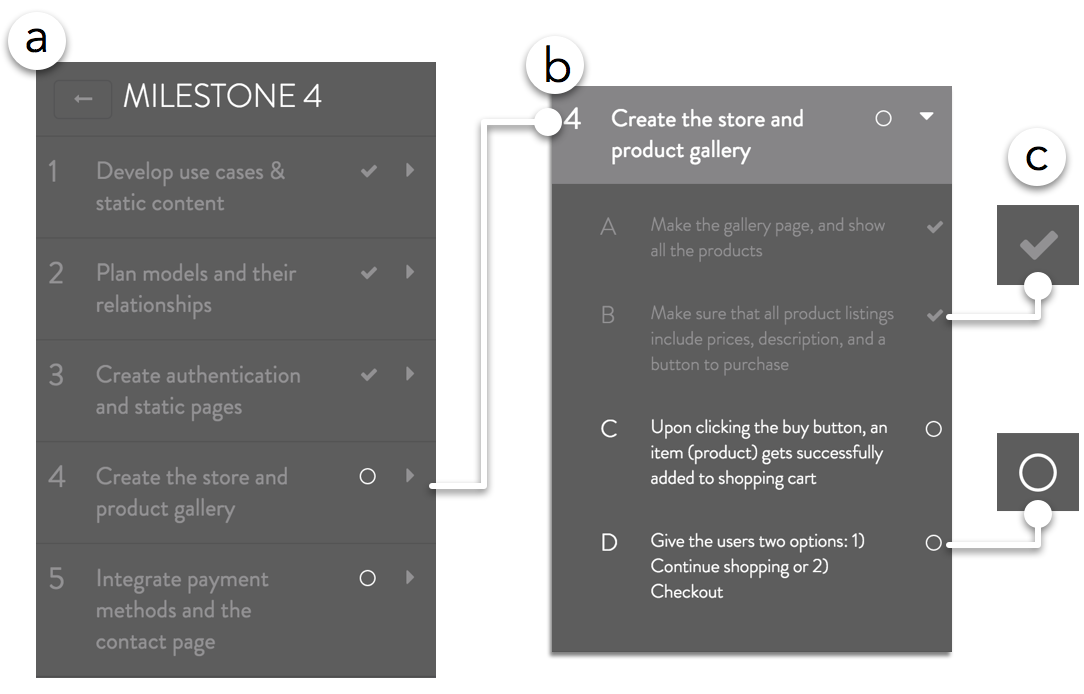 a
← MILESTONE 4
1 Develop use cases &
static content
2 Plan models and their
relationships
3 Create authentication
and static pages
4 Create the store and
product gallery
5 Integrate payment
methods and the
contact page
b
4 Create the store and
product gallery
A Make the gallery page, and show
all the products
B Make sure that all product listings
include prices, description, and a
button to purchase
C Upon clicking the buy button, an
item (product) gets successfully
added to shopping cart
D Give the users two options: 1)
Continue shopping or 2)
Checkout
c